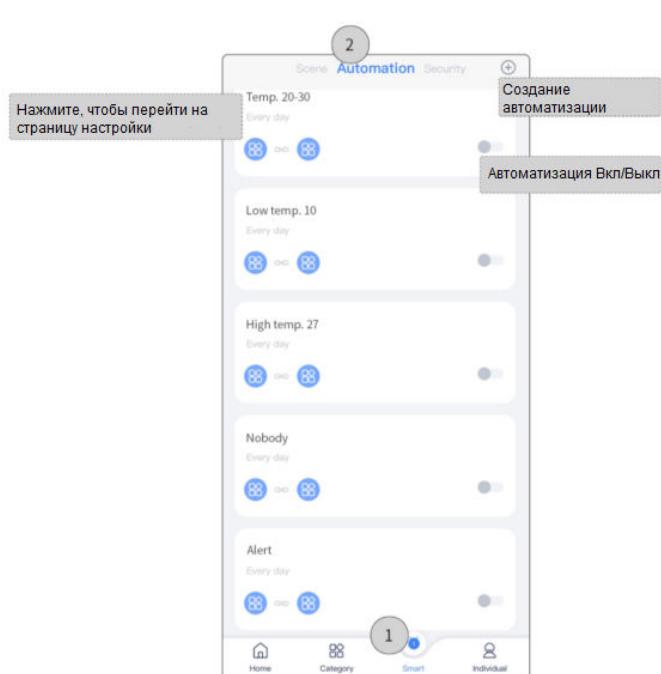 2
Scene Automation Security
Нажмите, чтобы перейти на
страницу настройки
Temp. 20-30
Every day
Создание
автоматизации
Автоматизация Вкл/Выкл
Low temp. 10
Every day
High temp. 27
Every day
Nobody
Every day
Alert
Every day
1
Home Category Smart Individual